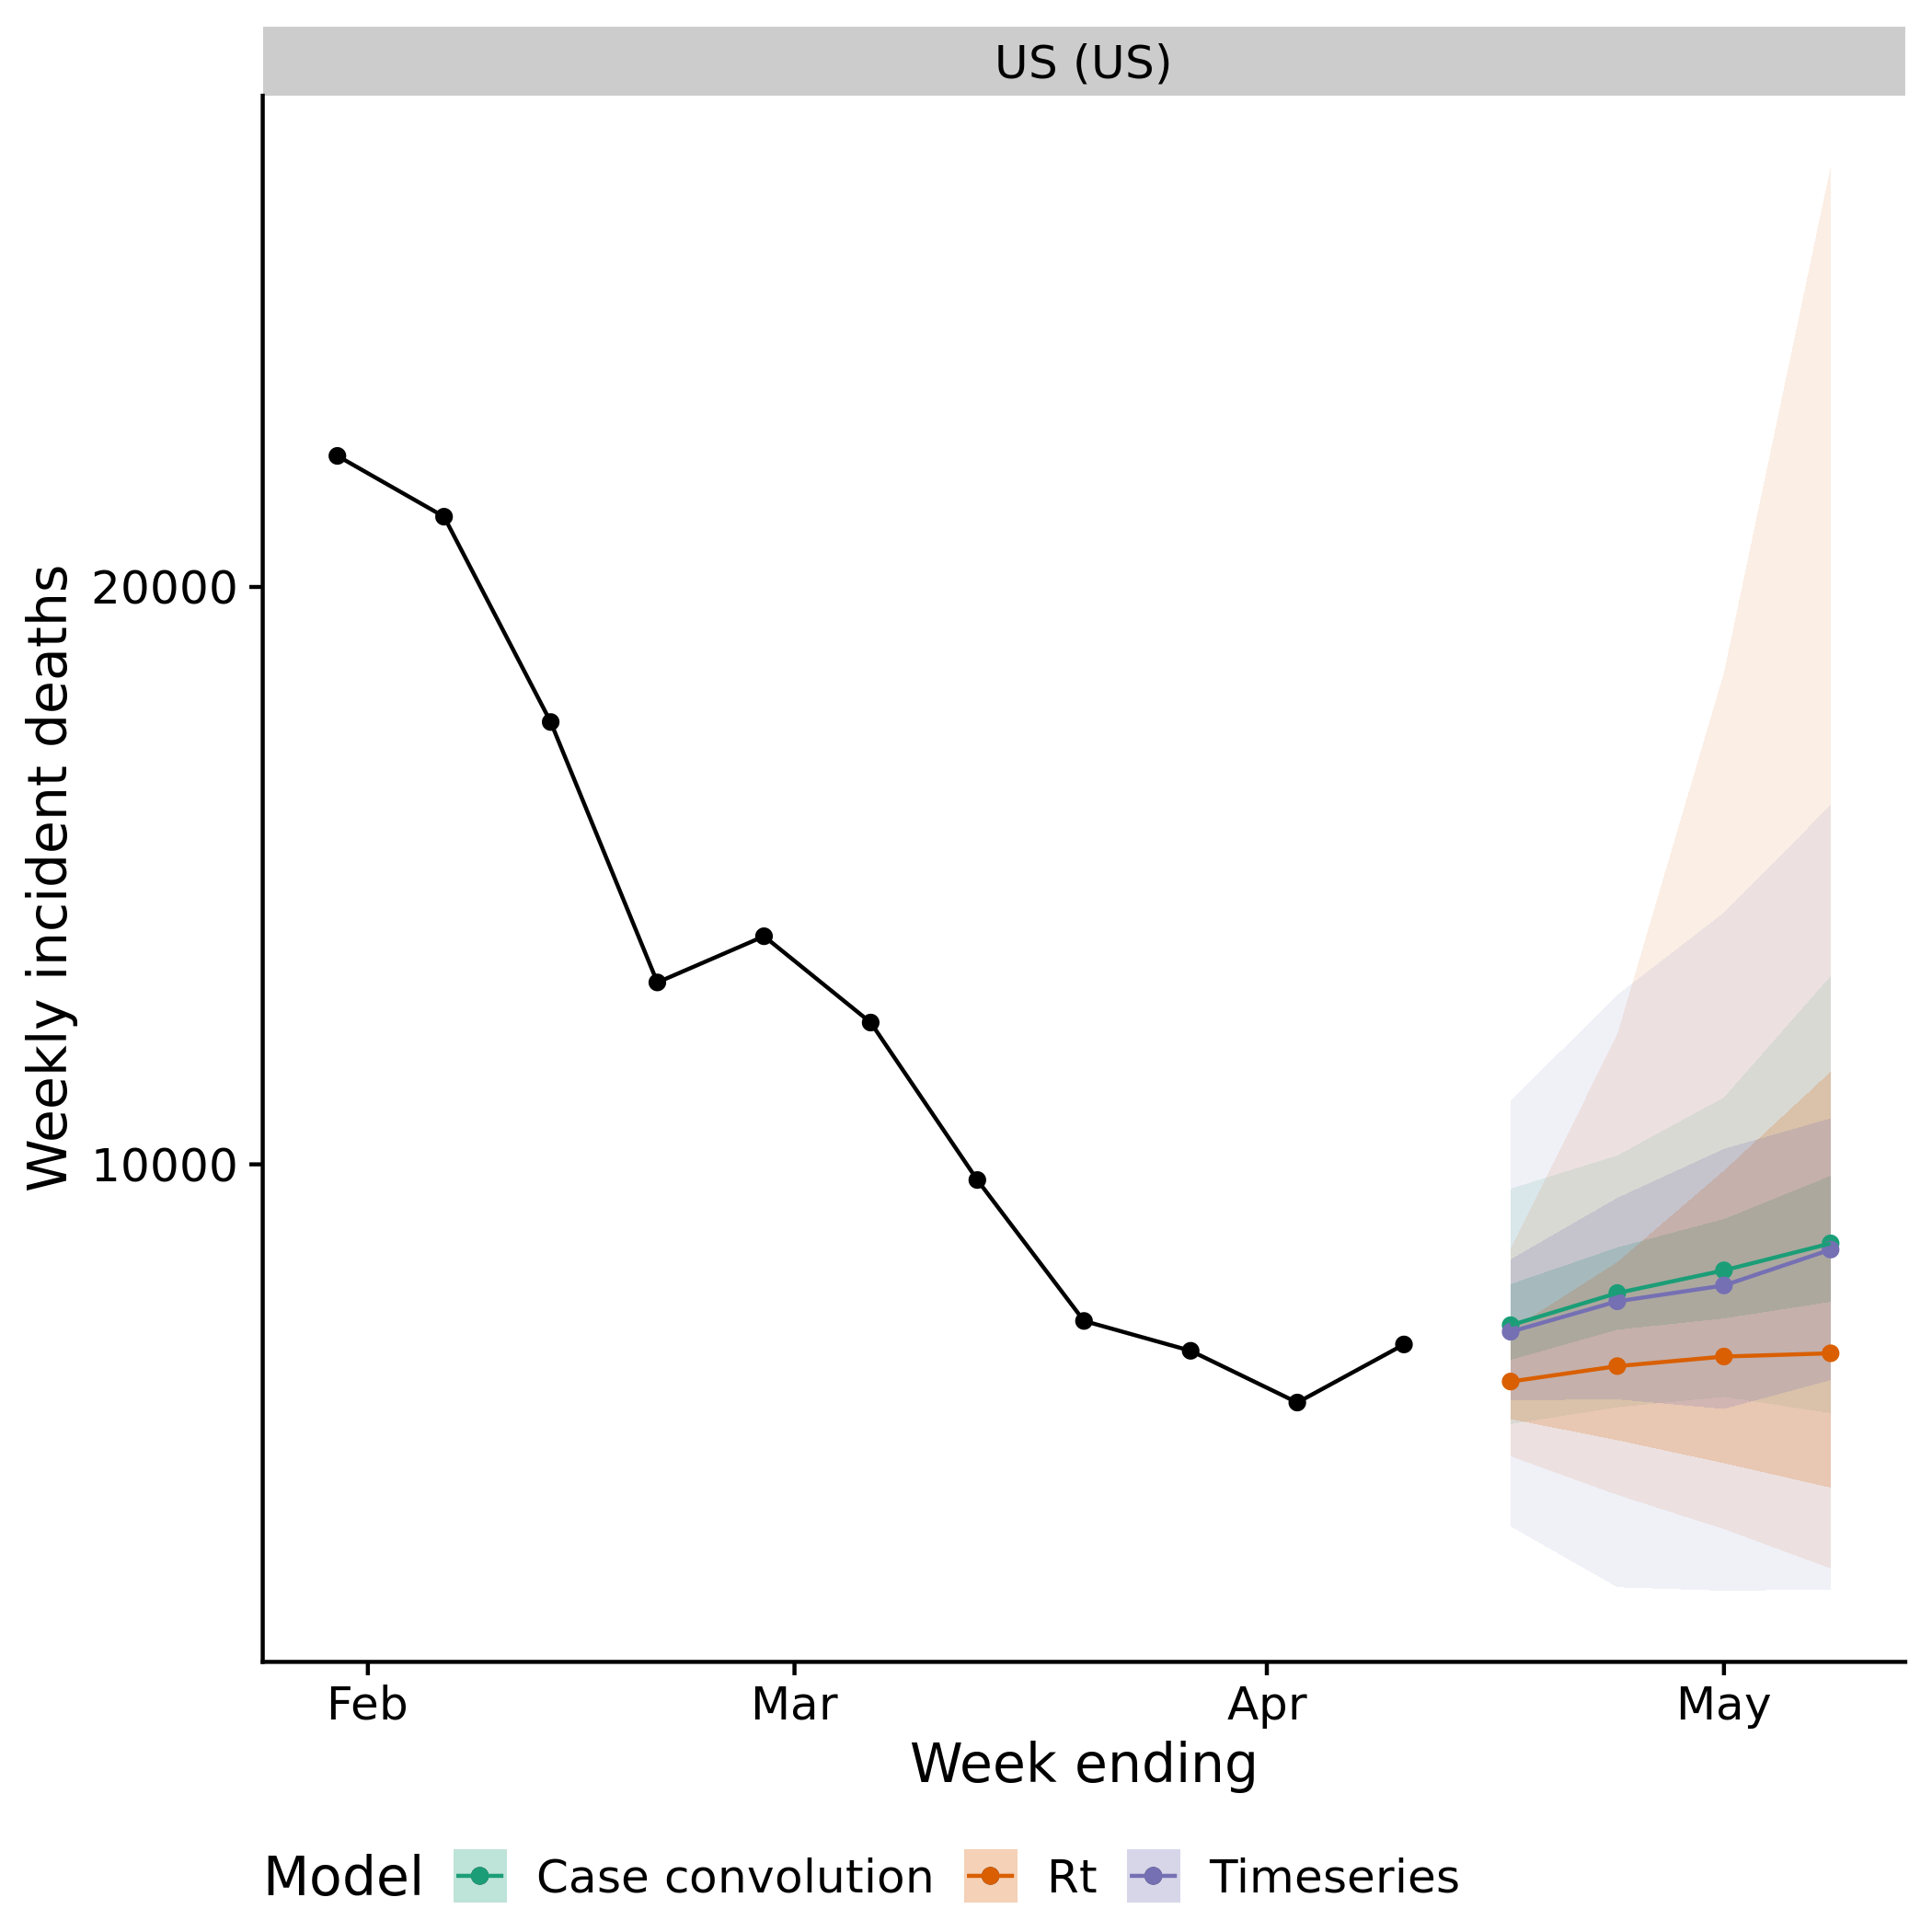 US (US)
Weekly incident deaths
20000
10000
Feb Mar Apr May
Week ending
Model Case convolution Rt Timeseries